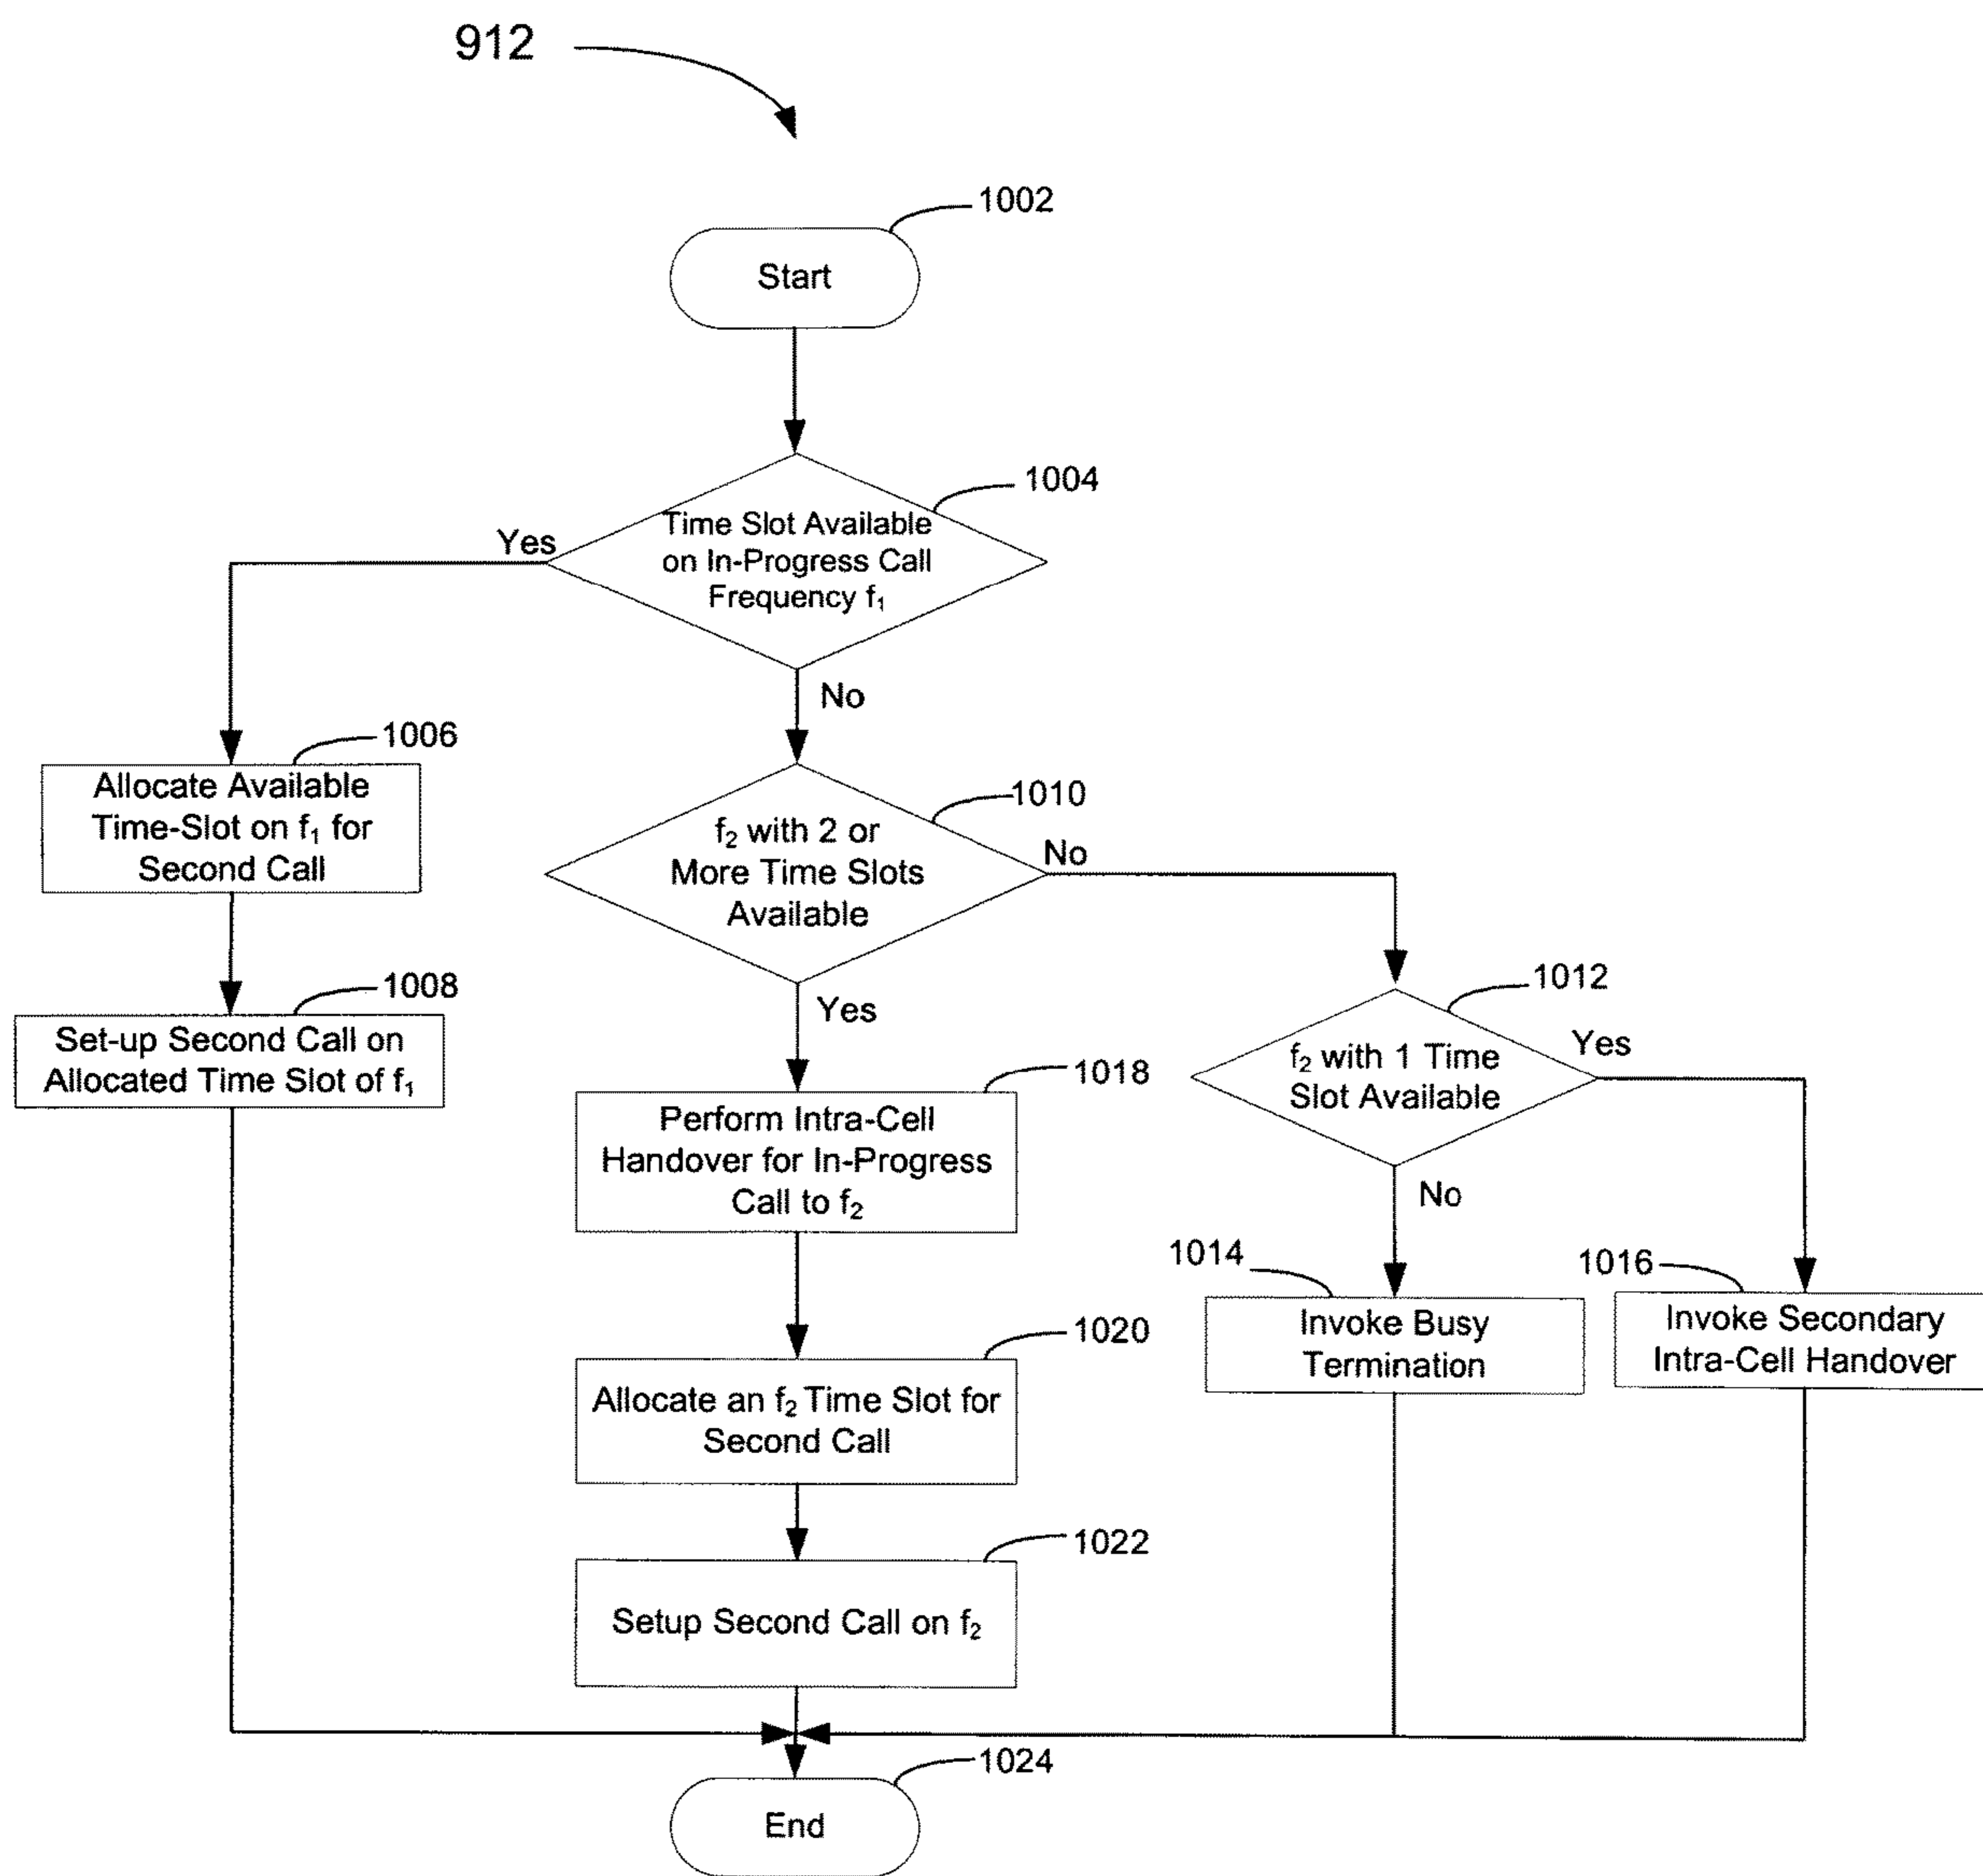 912
1002
Start
1004
Time Slot Available
on In-Progress Call
Frequency f₁
Yes
No
1006
Allocate Available
Time-Slot on f₁ for
Second Call
1010
f₂ with 2 or
More Time Slots
Available
No
Yes
1008
Set-up Second Call on
Allocated Time Slot of f₁
1012
f₂ with 1 Time
Slot Available
Yes
No
1018
Perform Intra-Cell
Handover for In-Progress
Call to f₂
1014
Invoke Busy
Termination
1016
Invoke Secondary
Intra-Cell Handover
1020
Allocate an f₂ Time Slot for
Second Call
1022
Setup Second Call on f₂
1024
End